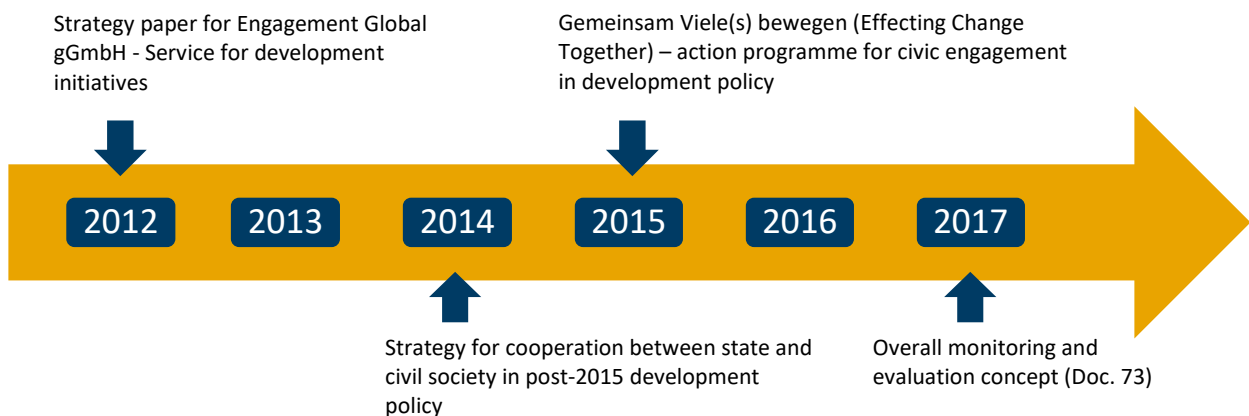 Strategy paper for Engagement Global
gGmbH - Service for development
initiatives
Gemeinsam Viele(s) bewegen (Effecting Change
Together) – action programme for civic engagement
in development policy
2012
2013
2014
2015
2016
2017
Strategy for cooperation between state and
civil society in post-2015 development
policy
Overall monitoring and
evaluation concept (Doc. 73)